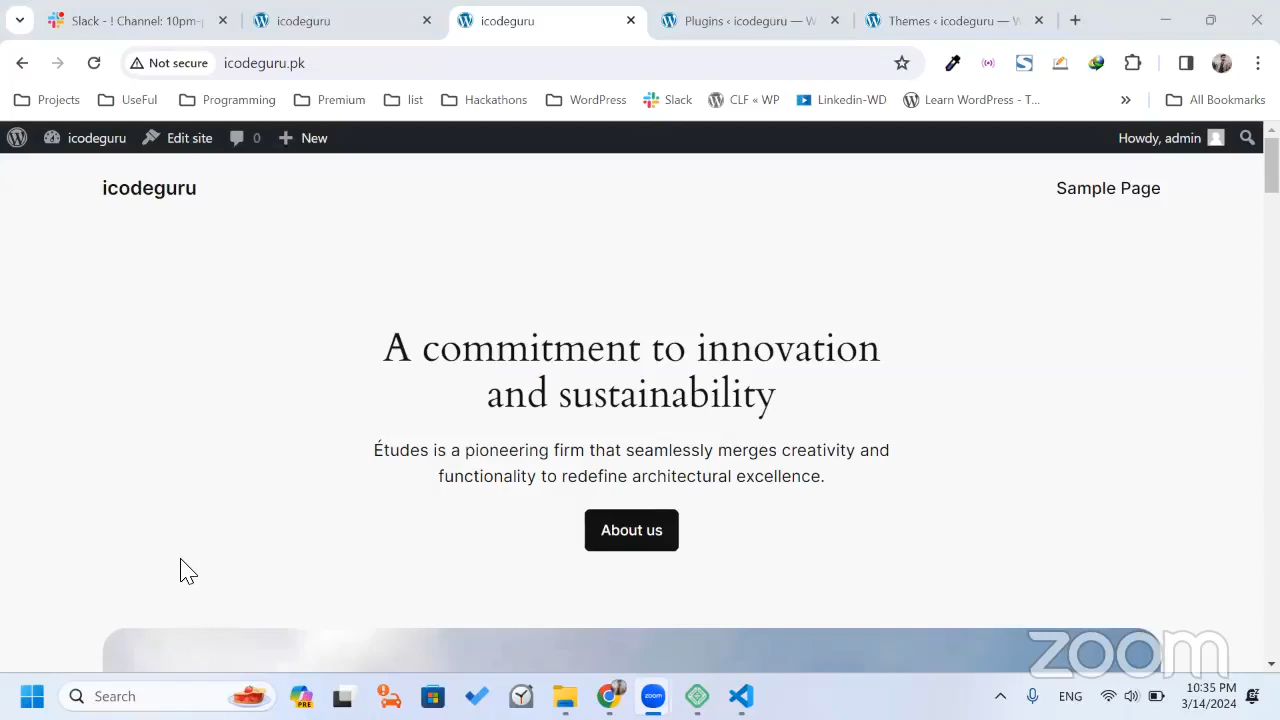 Slack - ! Channel: 10pm-
icodeguru
icodeguru
Plugins ‹ icodeguru — W
Themes ‹ icodeguru — W
Not secure
icodeguru.pk
Projects
UseFul
Programming
Premium
list
Hackathons
WordPress
Slack
CLF « WP
Linkedin-WD
Learn WordPress - T...
All Bookmarks
icodeguru
Edit site
0
New
Howdy, admin
icodeguru
Sample Page
A commitment to innovation
and sustainability
Études is a pioneering firm that seamlessly merges creativity and
functionality to redefine architectural excellence.
About us
zoom
Search
PRE
zoom
ENG
10:35 PM
3/14/2024